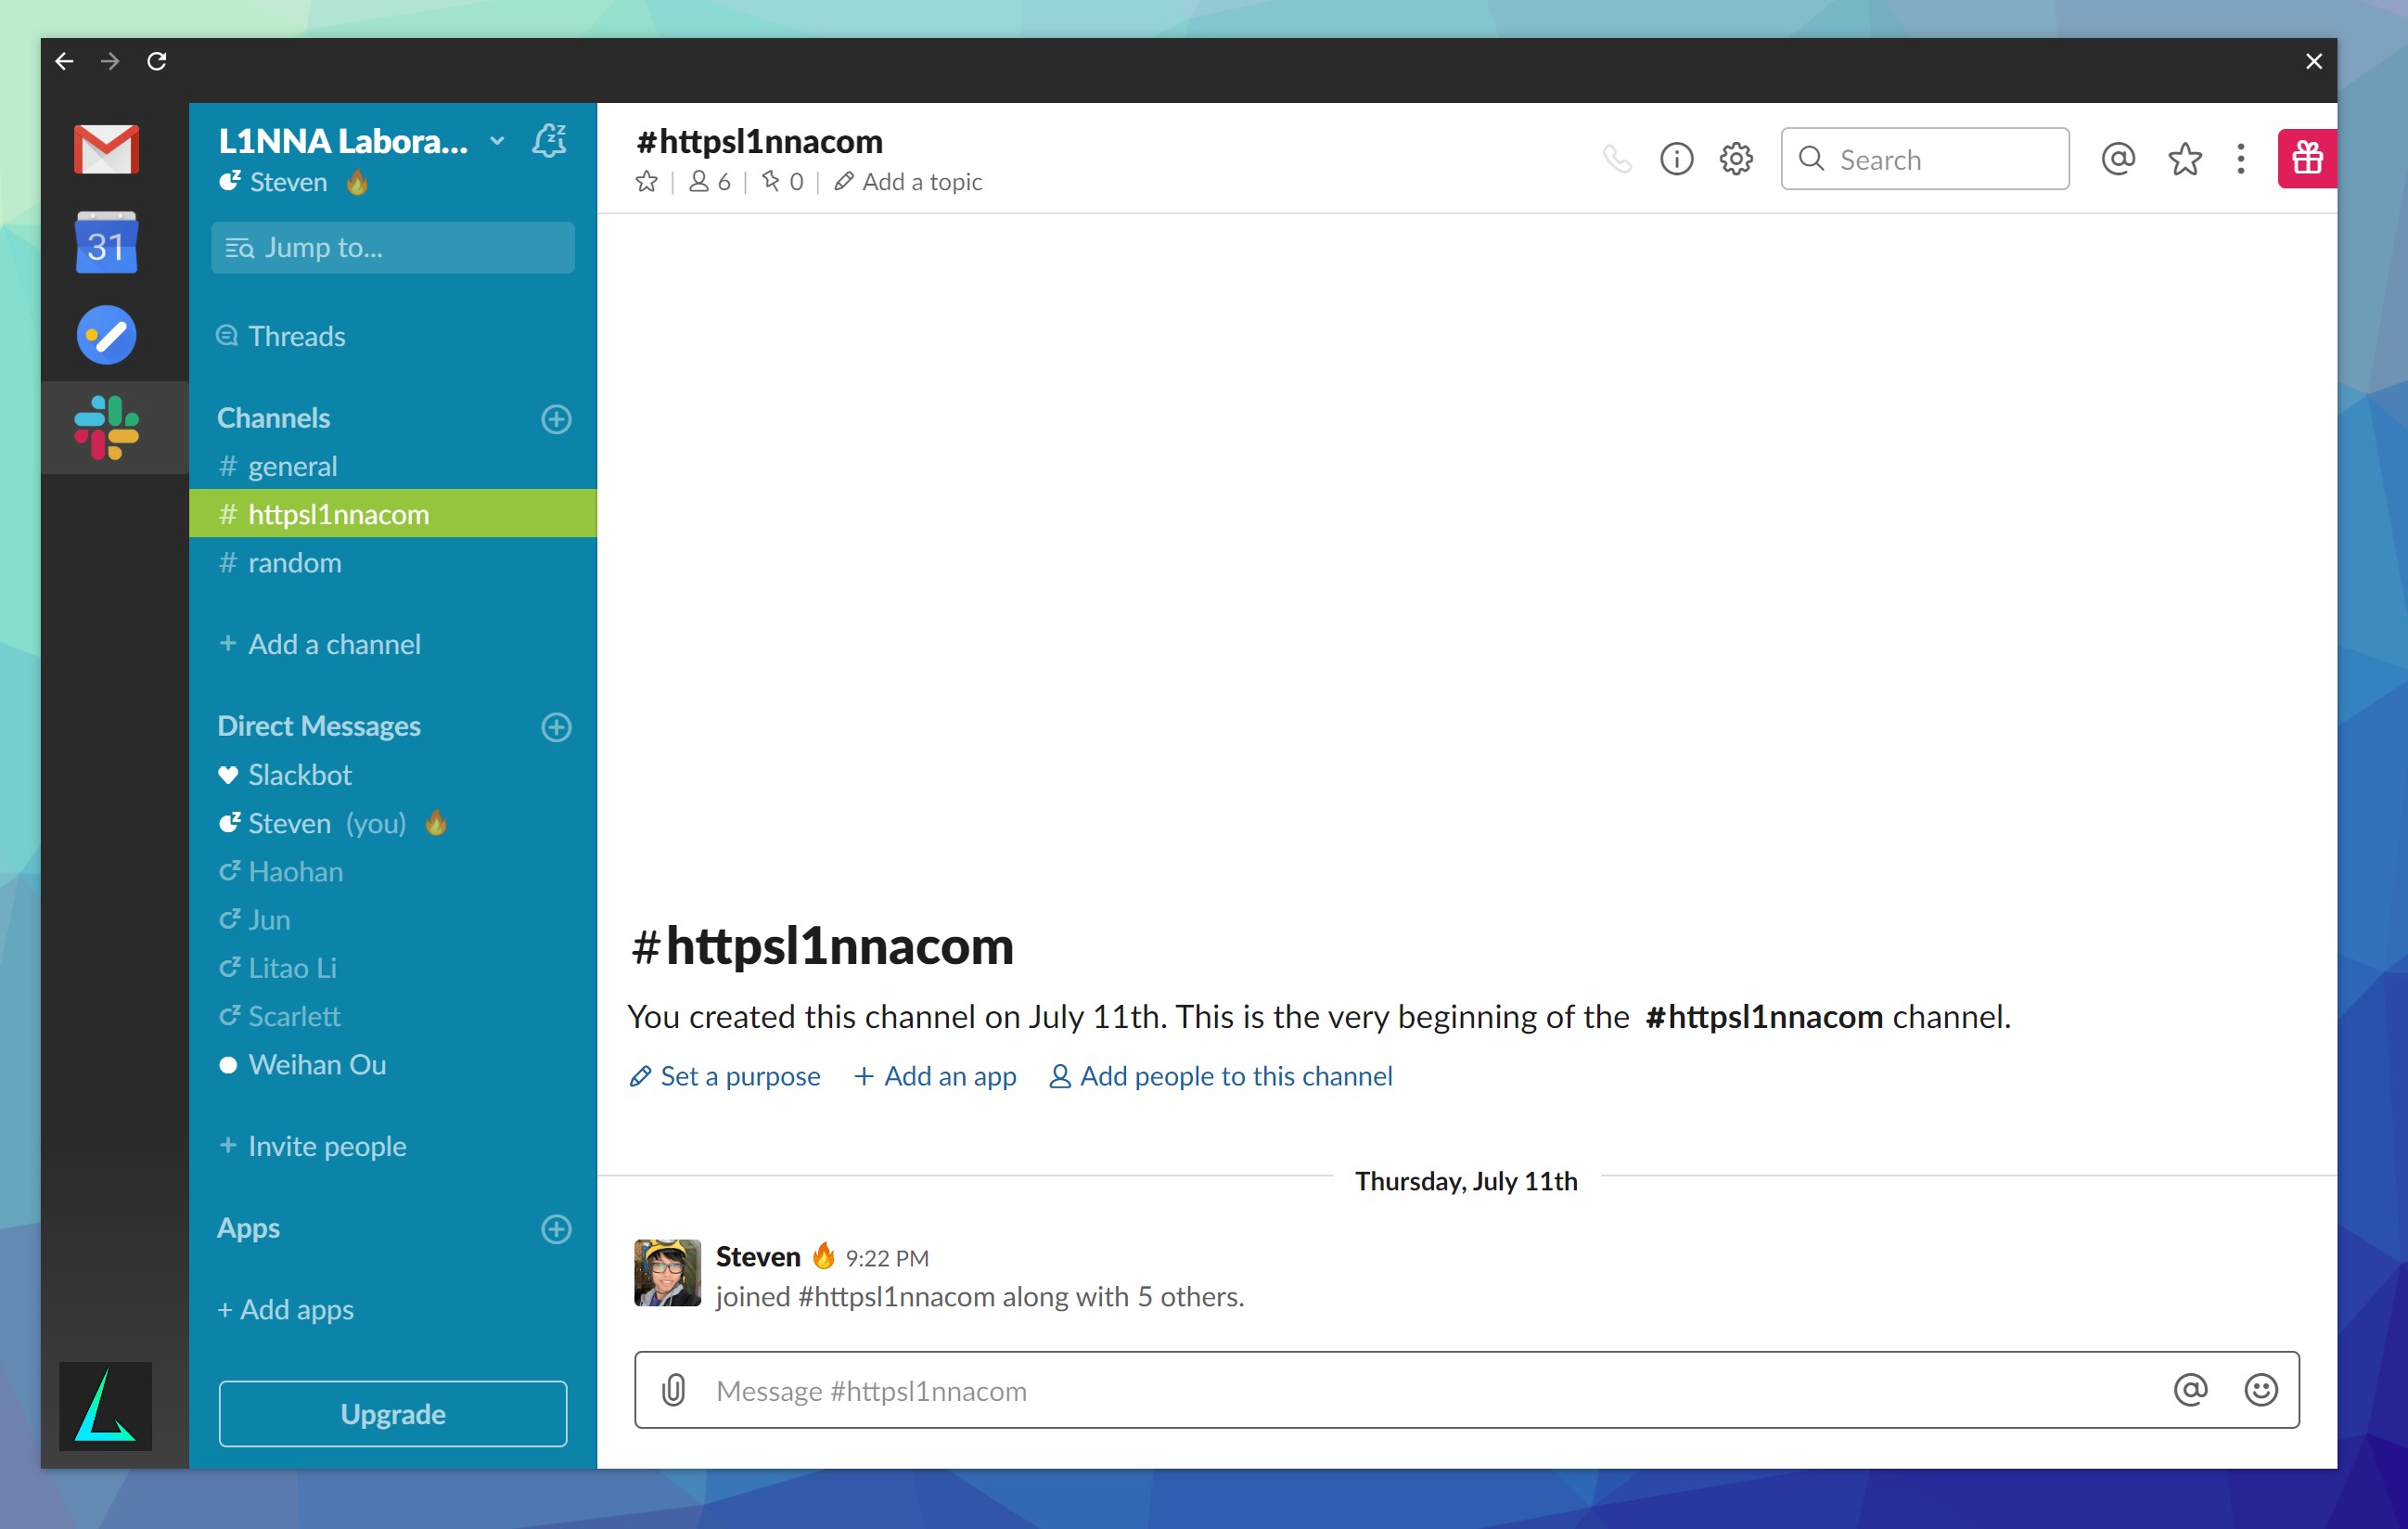 L1NNA Labora...
Steven
Jump to...
Threads
Channels
# general
# httpsl1nnacom
# random
+ Add a channel
Direct Messages
Slackbot
Steven (you)
Haohan
Jun
Litao Li
Scarlett
Weihan Ou
+ Invite people
Apps
+ Add apps
Upgrade
31
#httpsl1nnacom
6 | 0 | Add a topic
Search
#httpsl1nnacom
You created this channel on July 11th. This is the very beginning of the #httpsl1nnacom channel.
Set a purpose + Add an app Add people to this channel
Thursday, July 11th
Steven 9:22 PM
joined #httpsl1nnacom along with 5 others.
Message #httpsl1nnacom